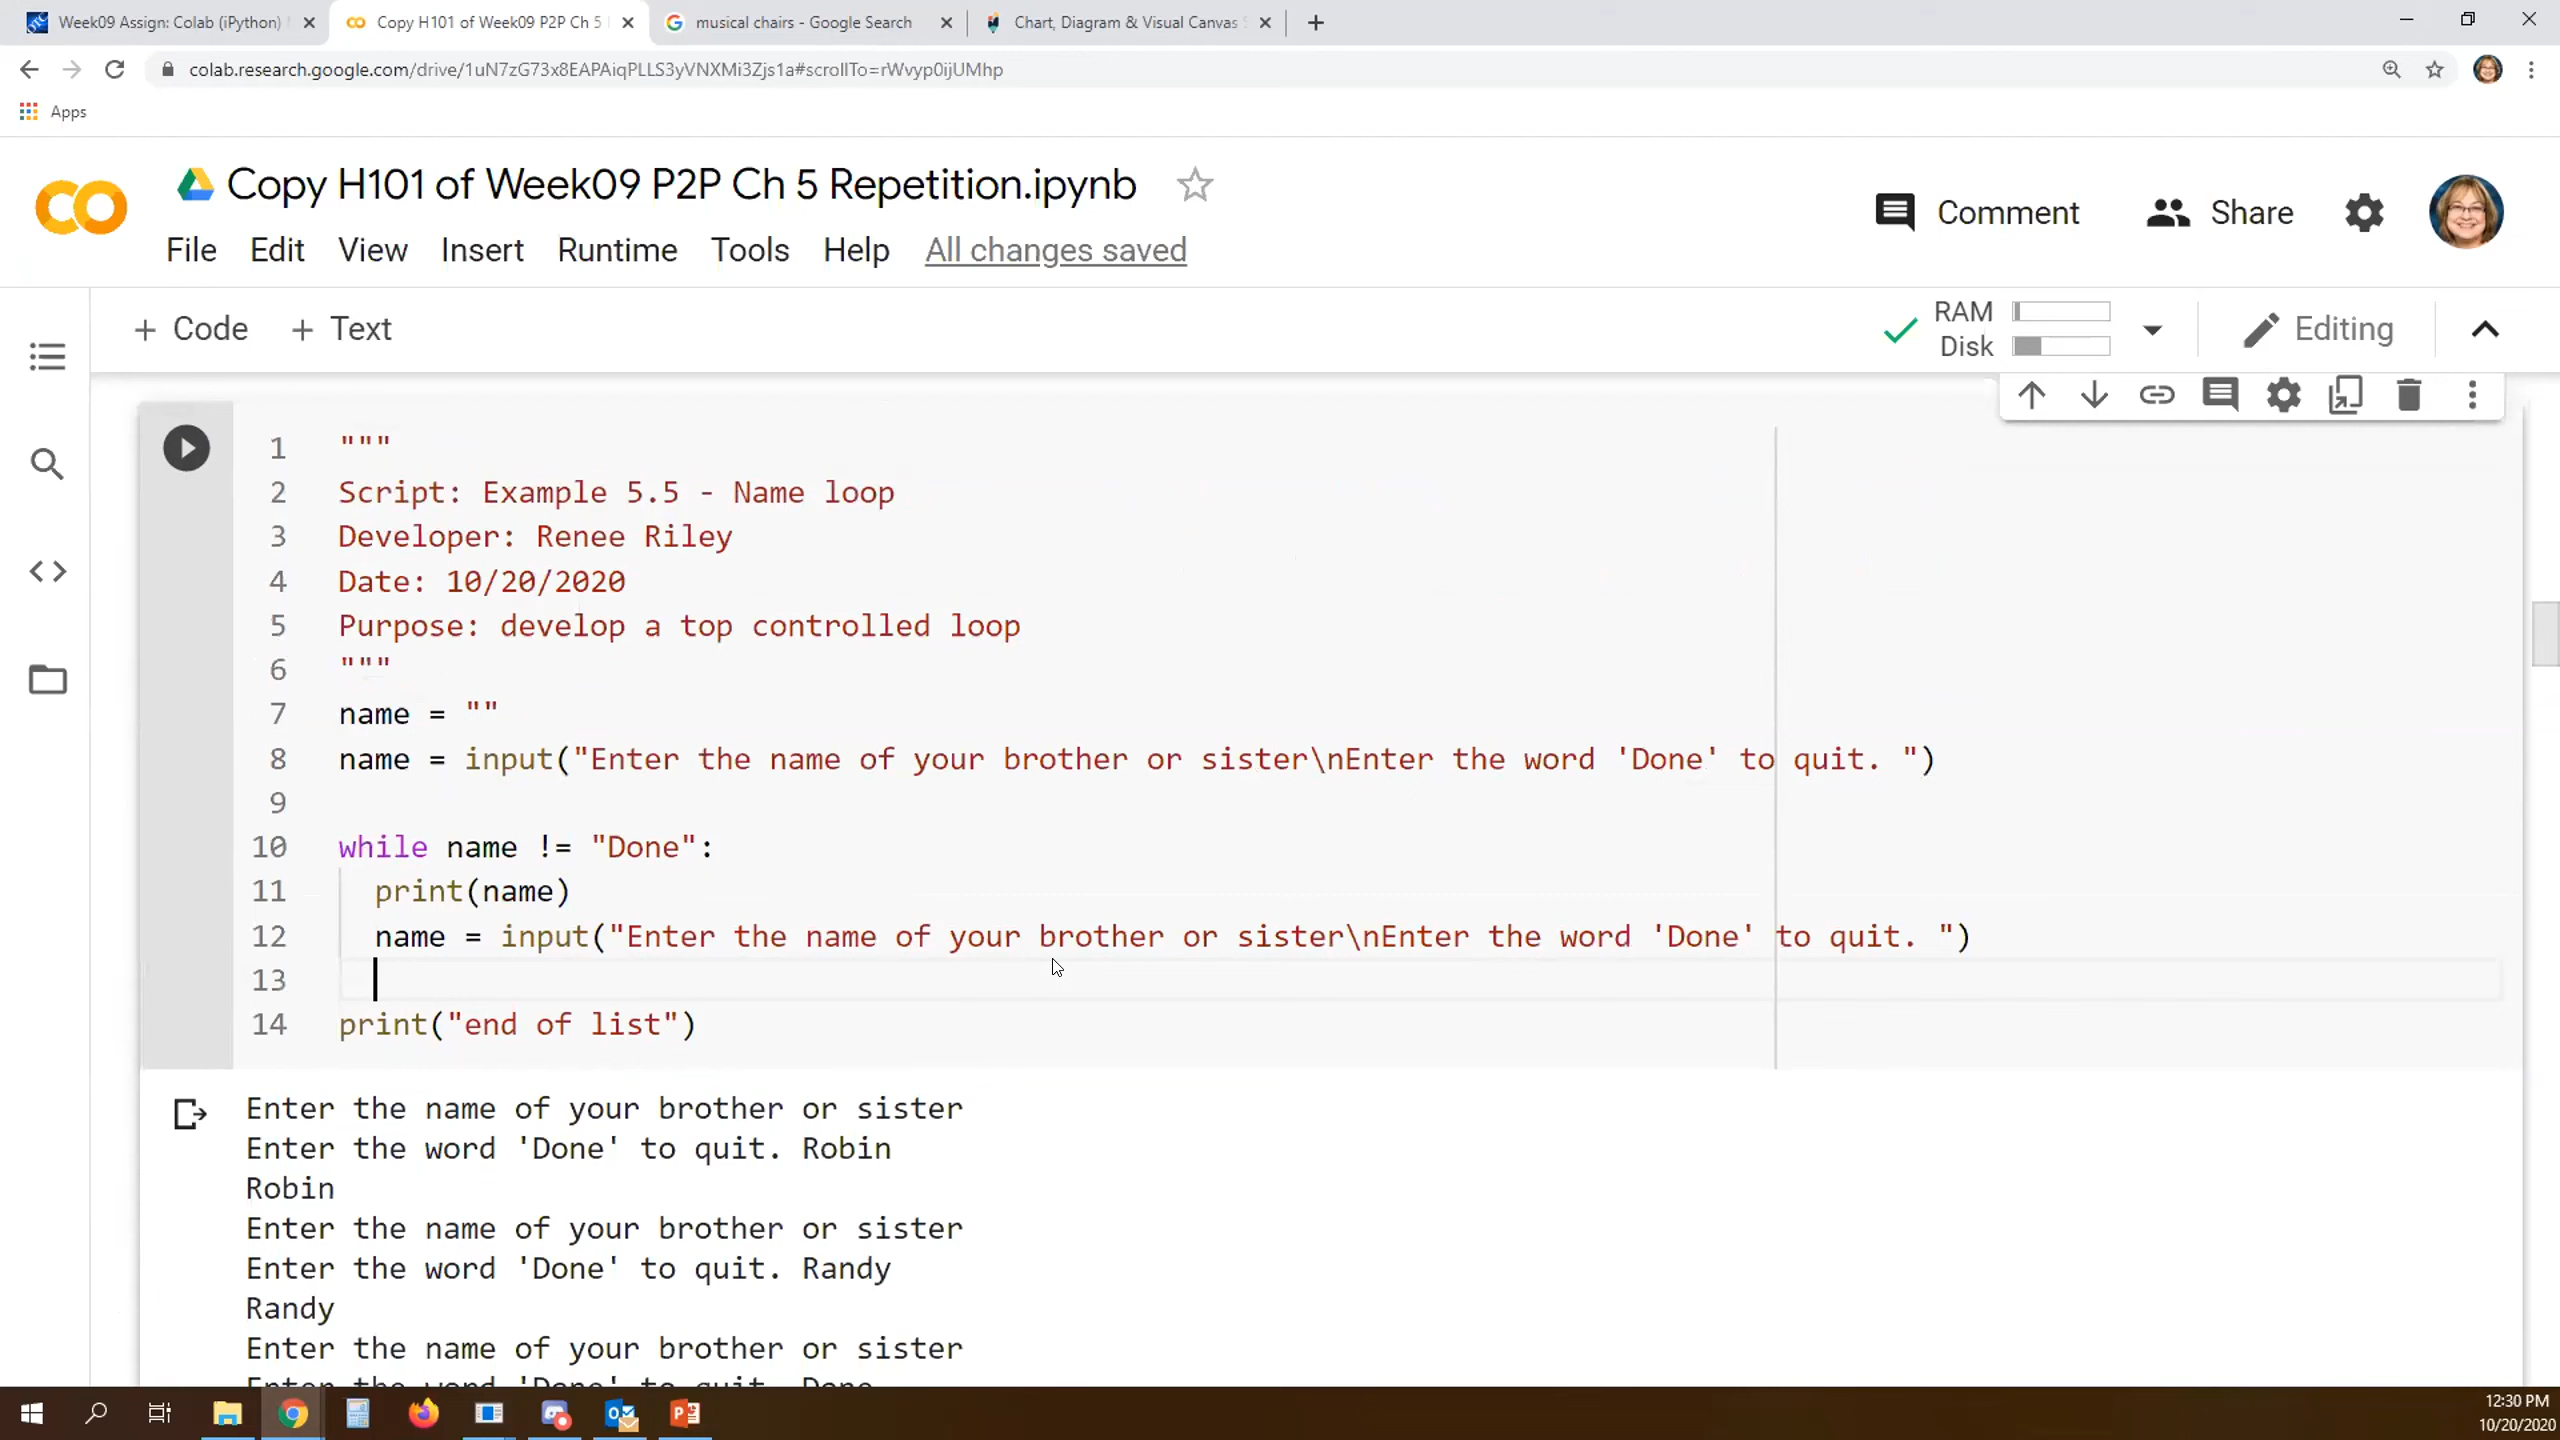 Week09 Assign: Colab (iPython)
Copy H101 of Week09 P2P Ch 5
musical chairs - Google Search
Chart, Diagram & Visual Canvas
colab.research.google.com/drive/1uN7zG73x8EAPAiqPLLS3yVNXMi3Zjs1a#scrollTo=rWvyp0ijUMhp
Apps
Copy H101 of Week09 P2P Ch 5 Repetition.ipynb
Comment
Share
File Edit View Insert Runtime Tools Help All changes saved
+ Code + Text
RAM
Disk
Editing
1 """
2 Script: Example 5.5 - Name loop
3 Developer: Renee Riley
4 Date: 10/20/2020
5 Purpose: develop a top controlled loop
6 """
7 name = ""
8 name = input("Enter the name of your brother or sister\nEnter the word 'Done' to quit. ")
9
10 while name != "Done":
11 print(name)
12 name = input("Enter the name of your brother or sister\nEnter the word 'Done' to quit. ")
13
14 print("end of list")
Enter the name of your brother or sister
Enter the word 'Done' to quit. Robin
Robin
Enter the name of your brother or sister
Enter the word 'Done' to quit. Randy
Randy
Enter the name of your brother or sister
Enter the word 'Done' to quit. Done
12:30 PM
10/20/2020